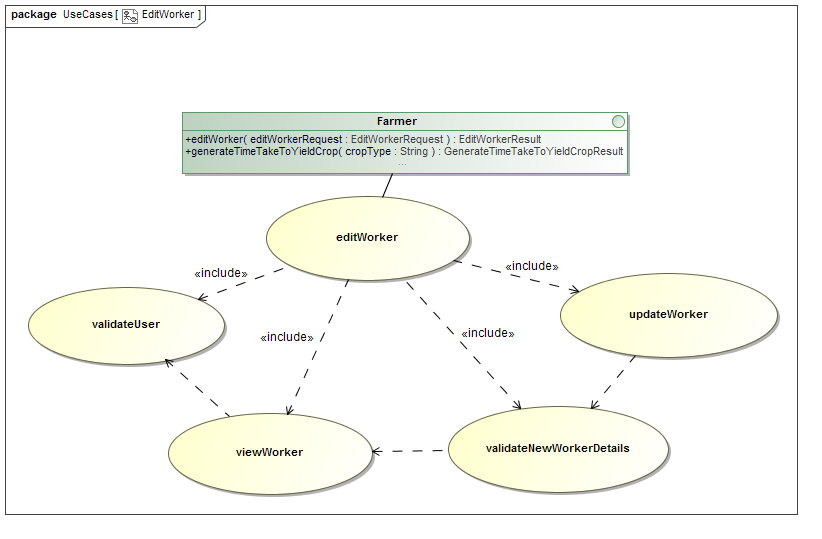 package UseCases [ EditWorker ]
Farmer
+editWorker( editWorkerRequest : EditWorkerRequest ) : EditWorkerResult
+generateTimeTakeToYieldCrop( cropType : String ) : GenerateTimeTakeToYieldCropResult
...
editWorker
«include»
«include»
validateUser
updateWorker
«include»
«include»
viewWorker
validateNewWorkerDetails